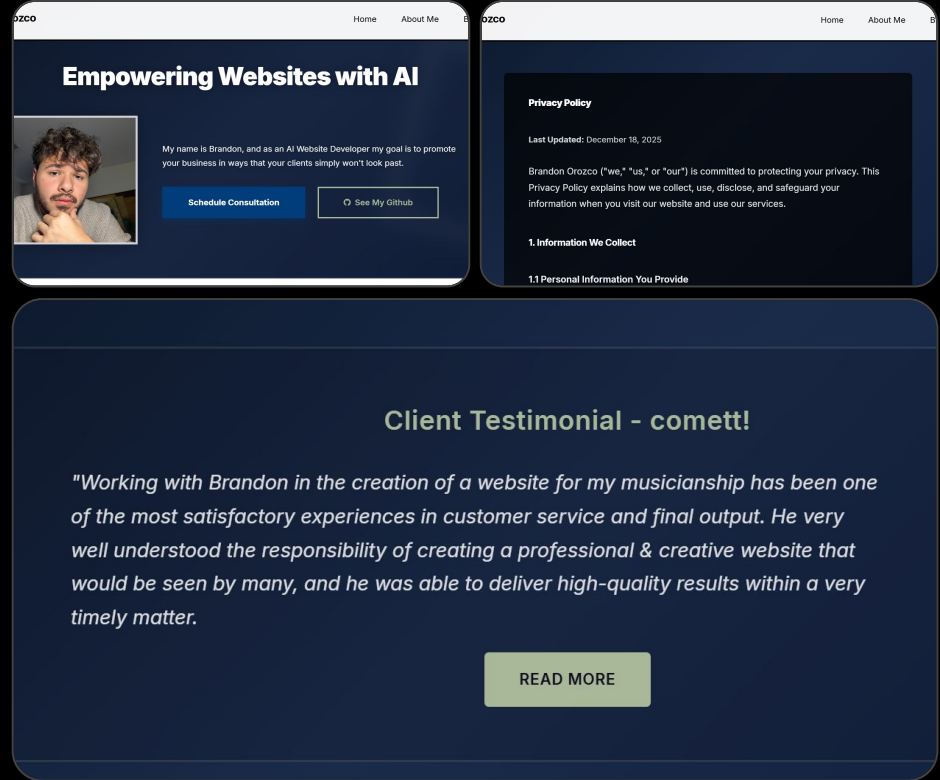 ozco
Home About Me B
Empowering Websites with AI
My name is Brandon, and as an AI Website Developer my goal is to promote
your business in ways that your clients simply won't look past.
Schedule Consultation See My Github
ozco
Home About Me B
Privacy Policy
Last Updated: December 18, 2025
Brandon Orozco ("we," "us," or "our") is committed to protecting your privacy. This
Privacy Policy explains how we collect, use, disclose, and safeguard your
information when you visit our website and use our services.
1. Information We Collect
1.1 Personal Information You Provide
Client Testimonial - comett!
"Working with Brandon in the creation of a website for my musicianship has been one
of the most satisfactory experiences in customer service and final output. He very
well understood the responsibility of creating a professional & creative website that
would be seen by many, and he was able to deliver high-quality results within a very
timely matter.
READ MORE